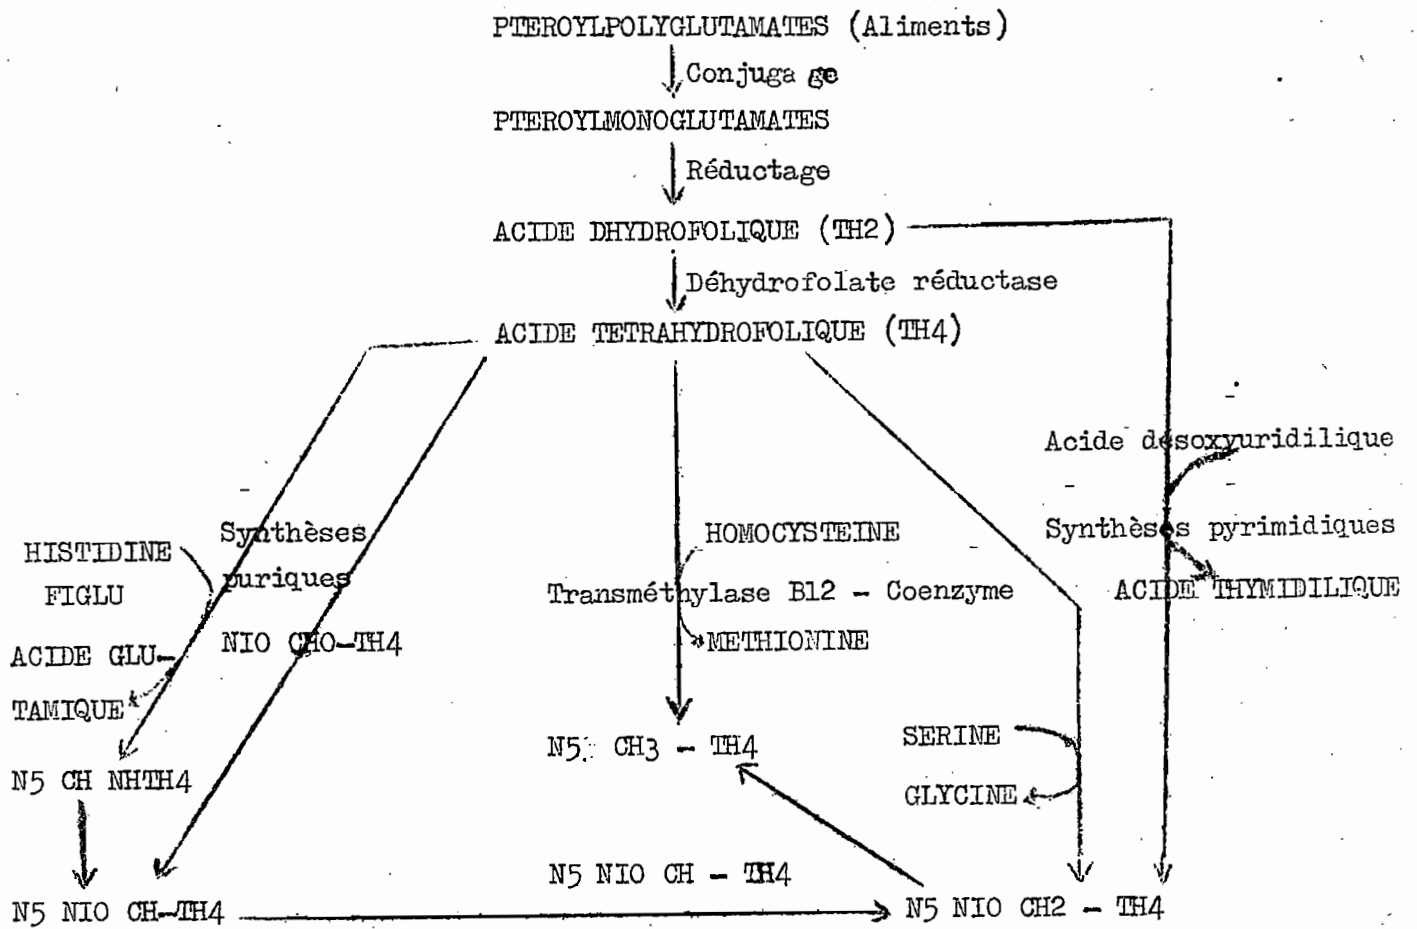 PTEROYLPOLYGLUTAMATES (Aliments)
Conjuga ge
PTEROYLMONOGLUTAMATES
Réductage
ACIDE DHYDROFOLIQUE (TH2)
Déhydrofolate réductase
ACIDE TETRAHYDROFOLIQUE (TH4)
Acide désoxyuridilique
Synthèses pyrimidiques
ACIDE THYMIDILIQUE
HISTIDINE
FIGLU
ACIDE GLU-
TAMIQUE
Synthèses
puriques
NIO CHO-TH4
HOMOCYSTEINE
Transméthylase B12 - Coenzyme
METHIONINE
N5 CH3 - TH4
SERINE
GLYCINE
N5 CH NHTH4
N5 NIO CH - TH4
N5 NIO CH-TH4
N5 NIO CH2 - TH4